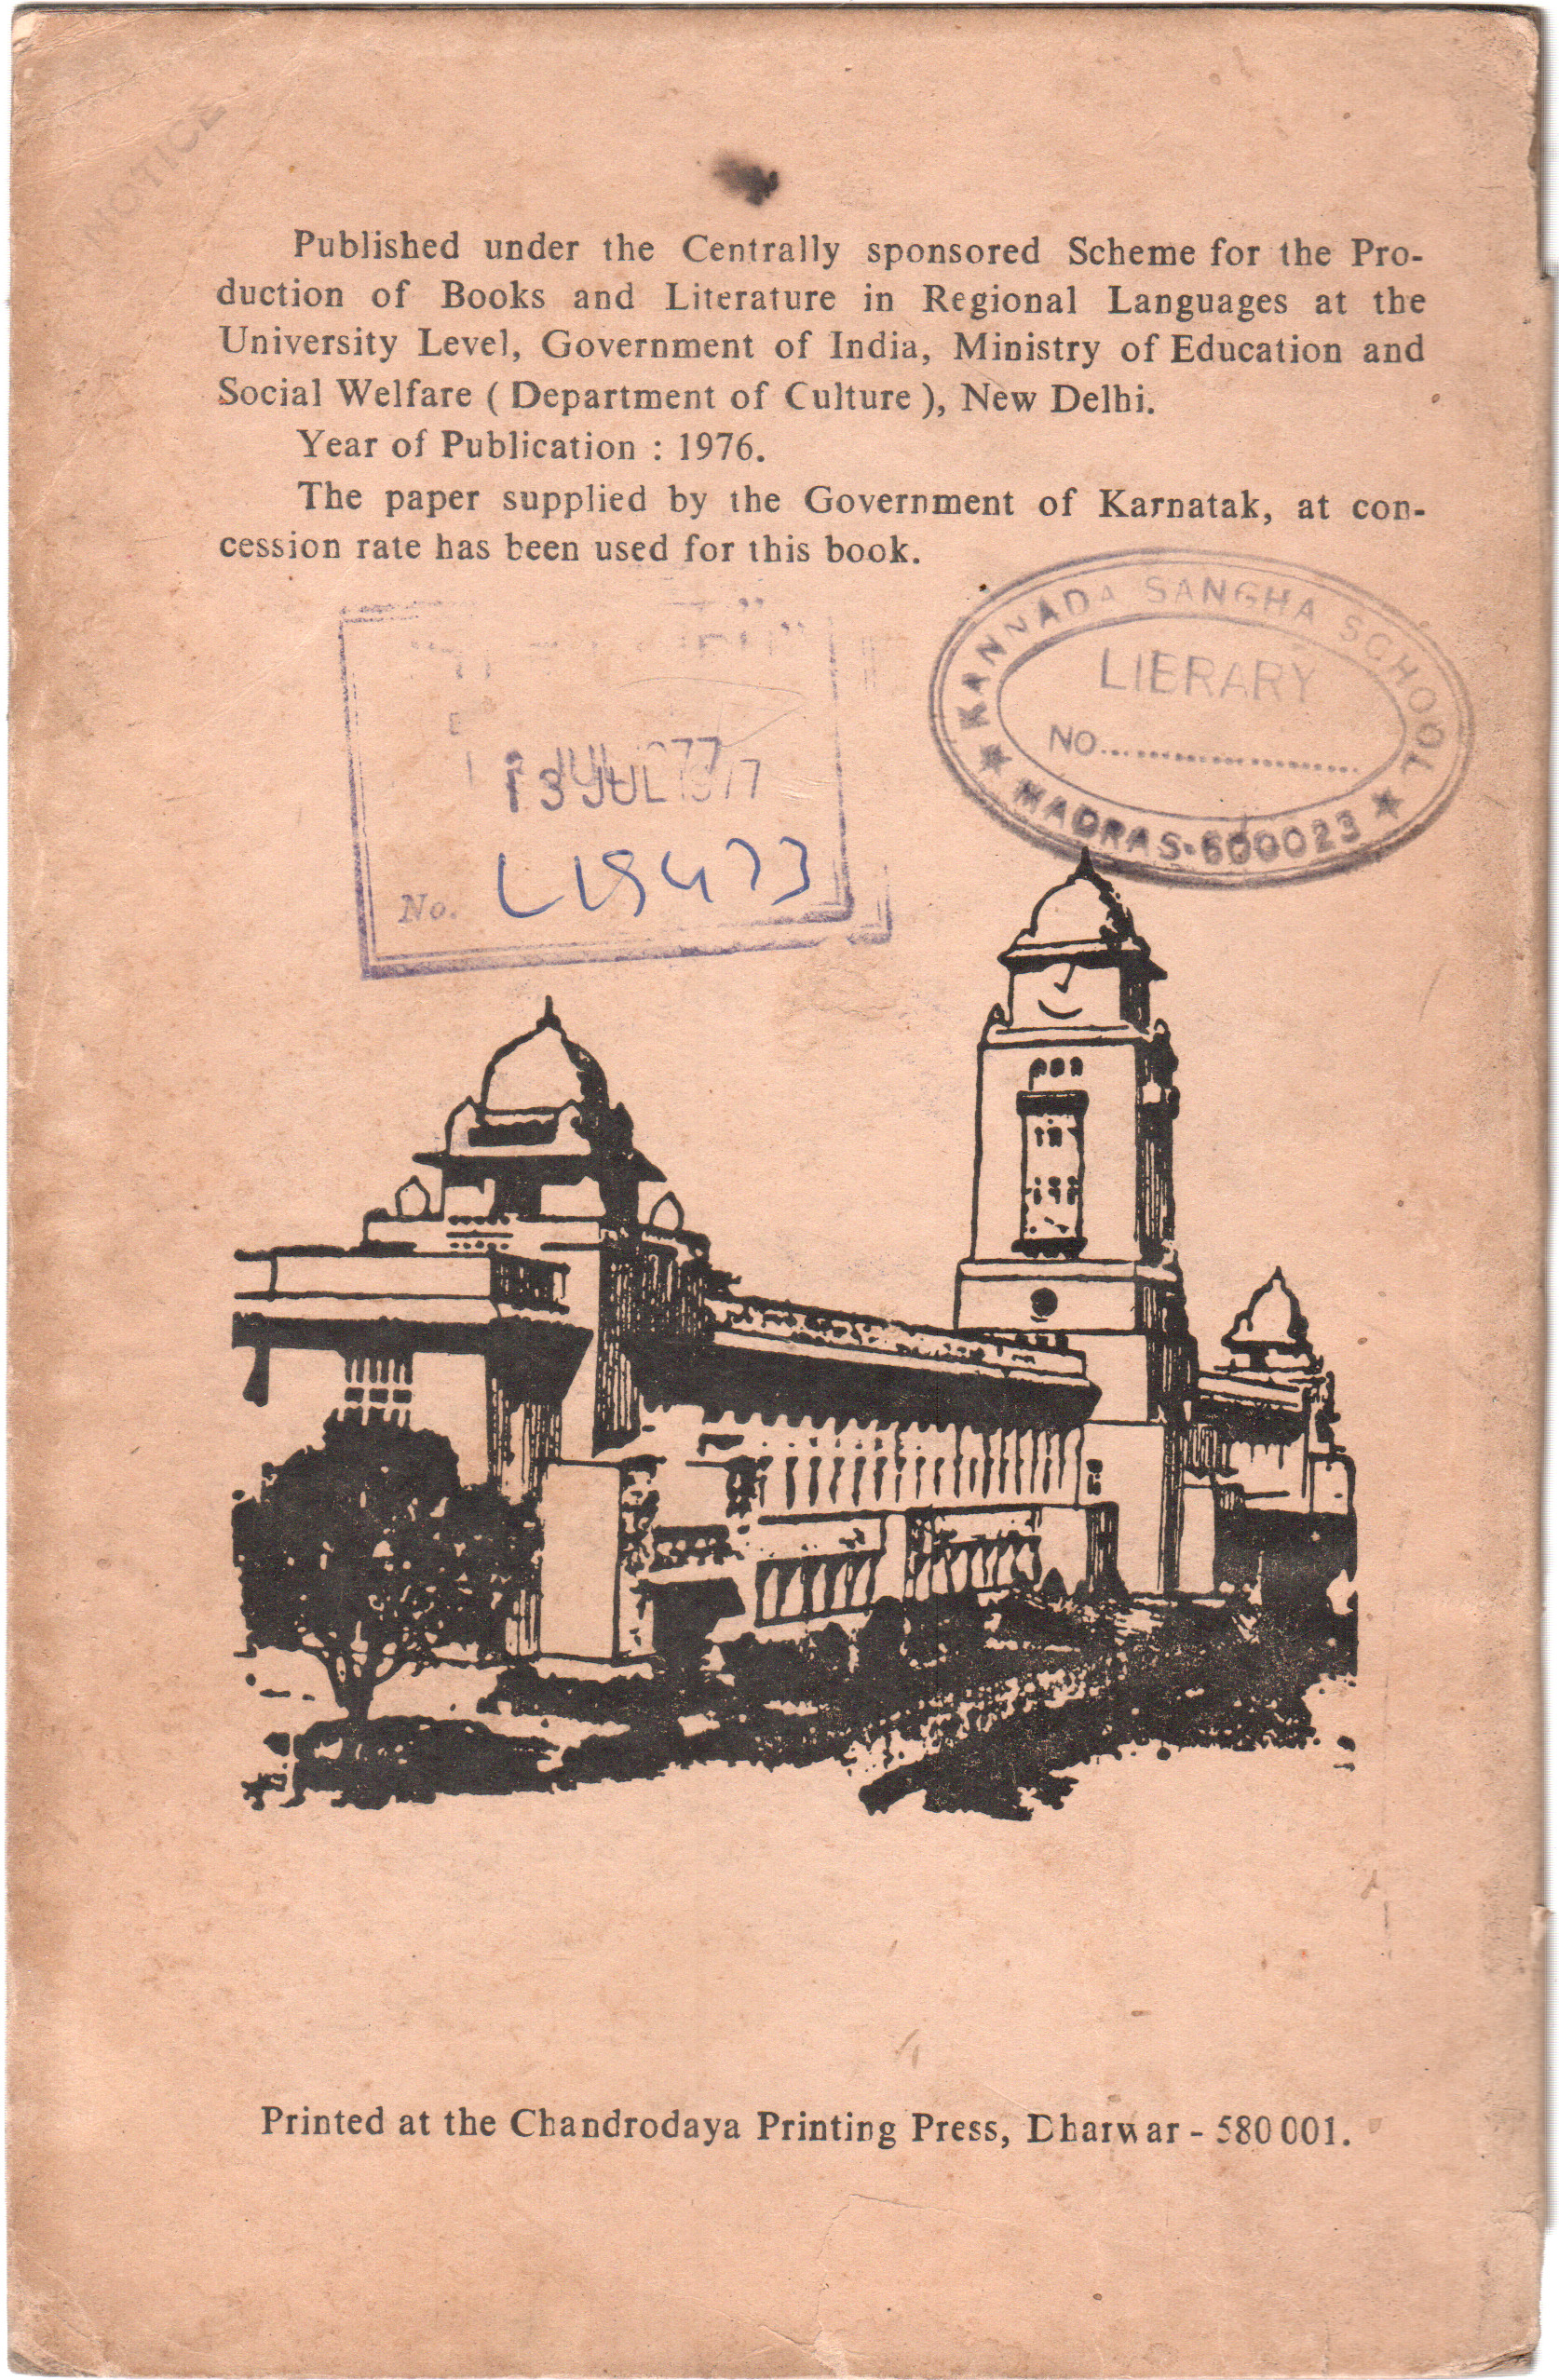 NOTICE
Published under the Centrally sponsored Scheme for the Pro-
duction of Books and Literature in Regional Languages at the
University Level, Government of India, Ministry of Education and
Social Welfare ( Department of Culture ), New Delhi.
Year of Publication : 1976.
The paper supplied by the Government of Karnatak, at con-
cession rate has been used for this book.
KANNADA SANGHA SCHOOL
LIBRARY
NO....................
★ MADRAS-600023 ★
13 JUL 1977
No.
Printed at the Chandrodaya Printing Press, Dharwar - 580 001.